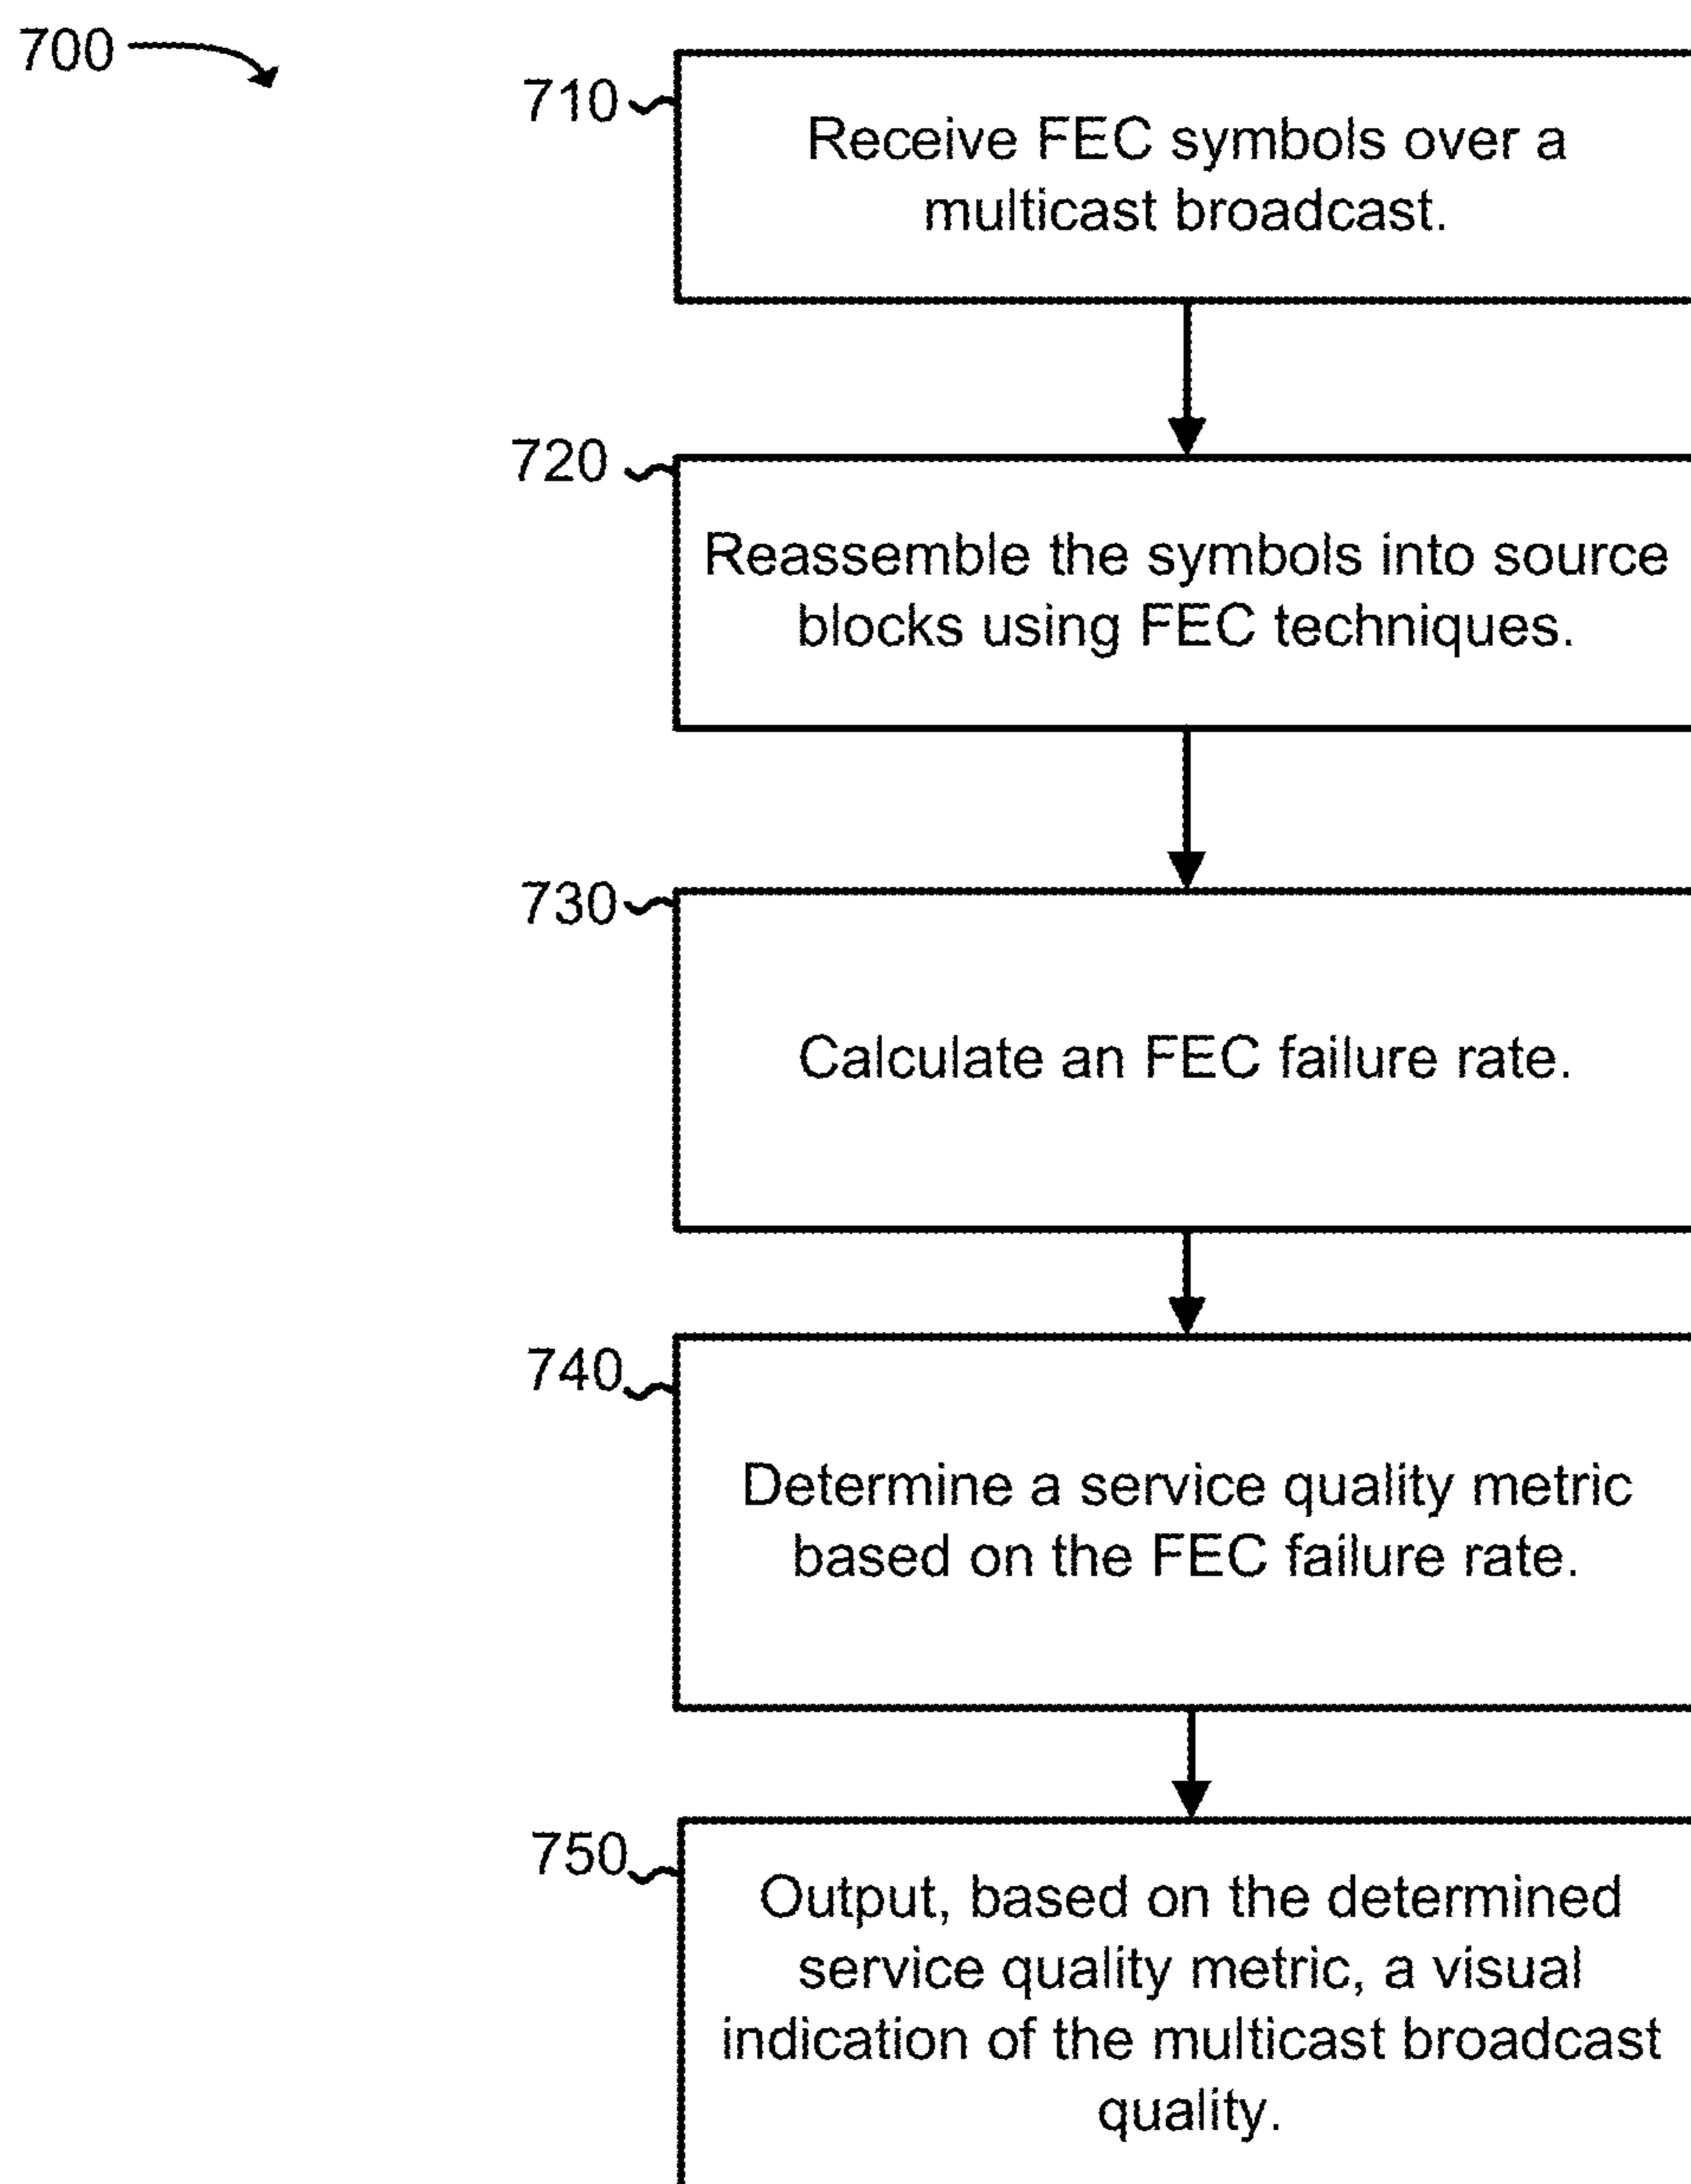 700
710
Receive FEC symbols over a
multicast broadcast.
720
Reassemble the symbols into source
blocks using FEC techniques.
730
Calculate an FEC failure rate.
740
Determine a service quality metric
based on the FEC failure rate.
750
Output, based on the determined
service quality metric, a visual
indication of the multicast broadcast
quality.